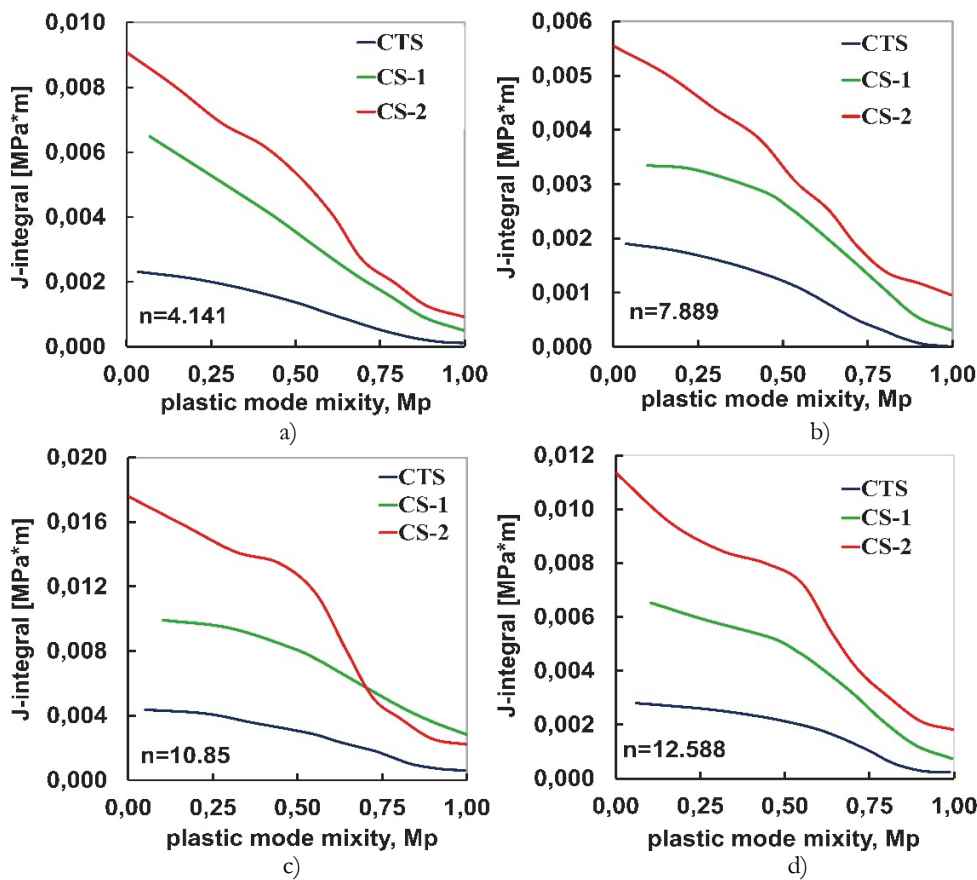 0,010
0,008
0,006
0,004
0,002
0,000
J-integral [MPa*m]
CTS
CS-1
CS-2
n=4.141
0,00 0,25 0,50 0,75 1,00
plastic mode mixity, Mp
a)
0,006
0,005
0,004
0,003
0,002
0,001
0,000
J-integral [MPa*m]
CTS
CS-1
CS-2
n=7.889
0,00 0,25 0,50 0,75 1,00
plastic mode mixity, Mp
b)
0,020
0,016
0,012
0,008
0,004
0,000
J-integral [MPa*m]
CTS
CS-1
CS-2
n=10.85
0,00 0,25 0,50 0,75 1,00
plastic mode mixity, Mp
c)
0,012
0,010
0,008
0,006
0,004
0,002
0,000
J-integral [MPa*m]
CTS
CS-1
CS-2
n=12.588
0,00 0,25 0,50 0,75 1,00
plastic mode mixity, Mp
d)